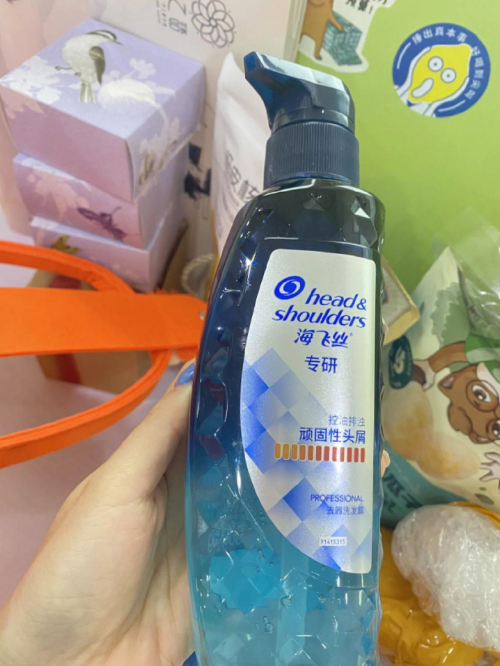 head&
shoulders
海飞丝®
专研
控油排浊
顽固性头屑
PROFESSIONAL
去屑洗发露